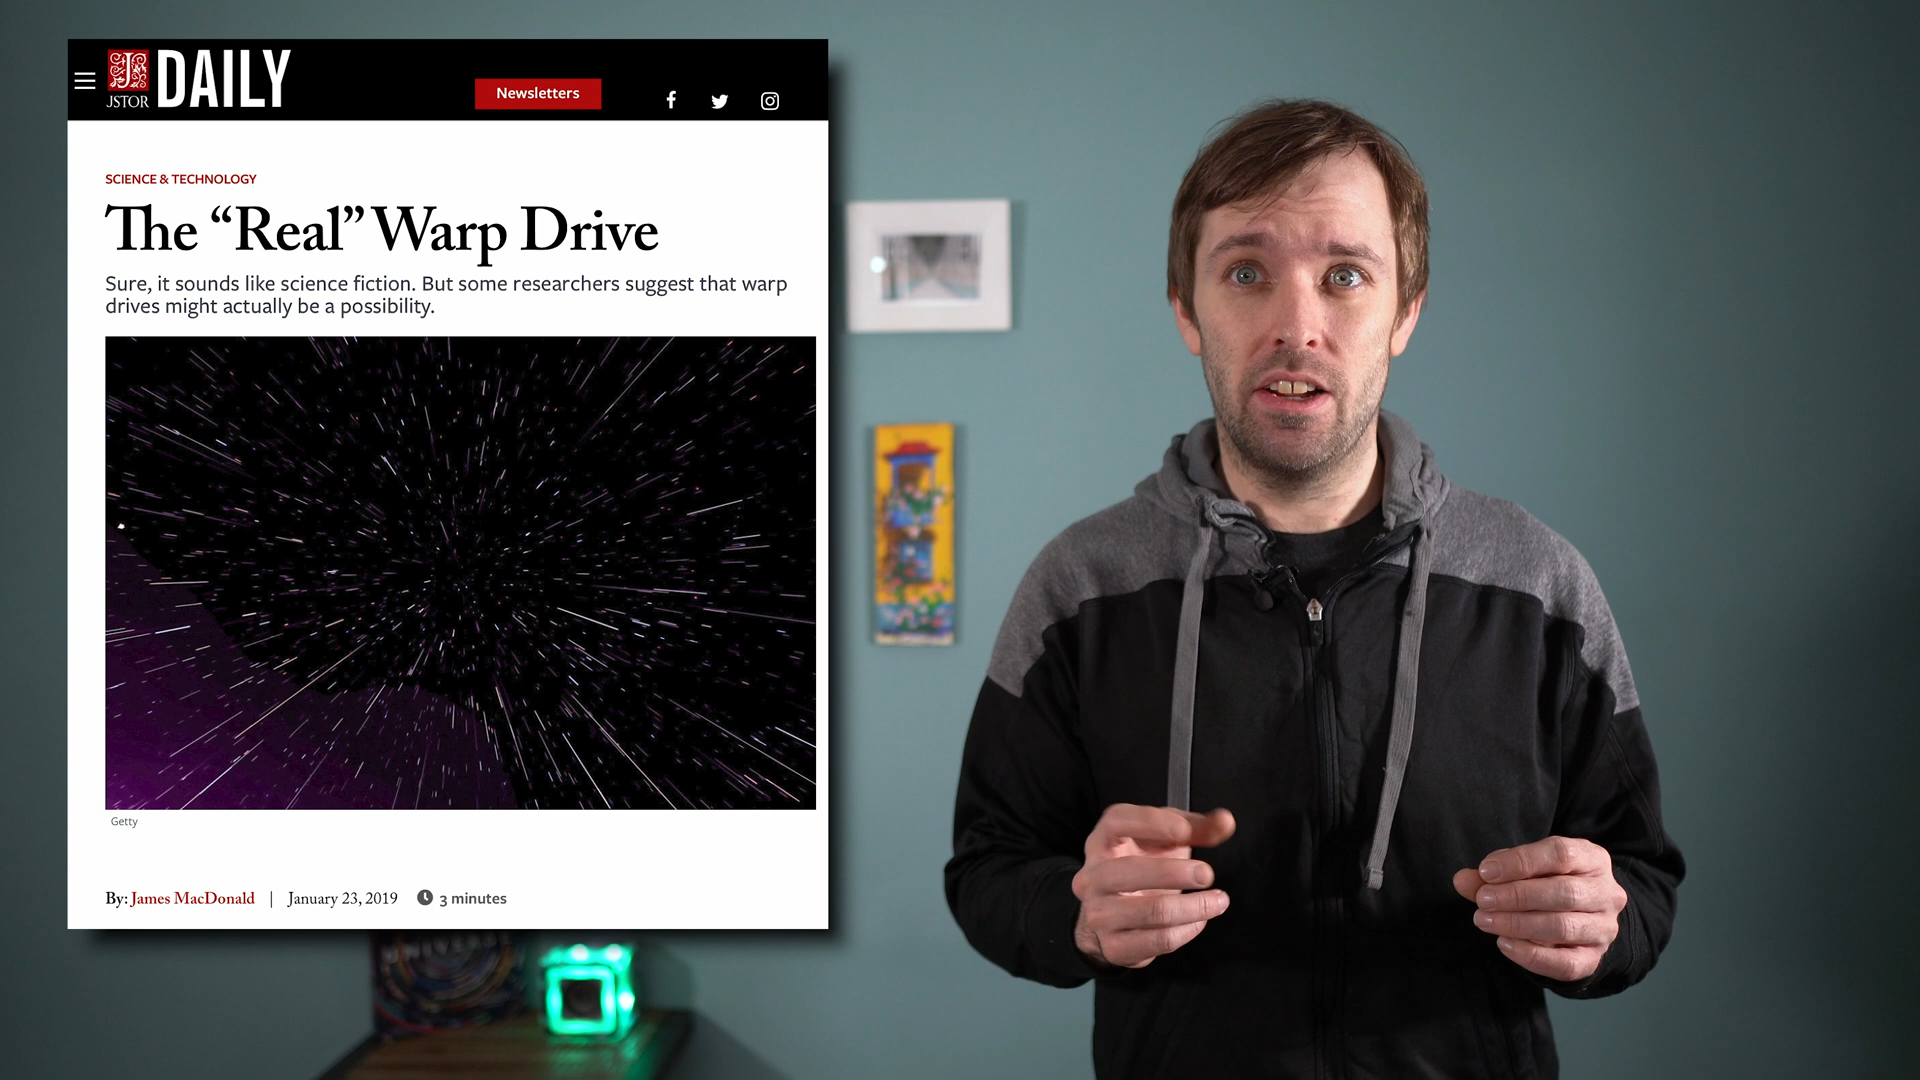 JSTOR
DAILY
Newsletters
SCIENCE & TECHNOLOGY
The “Real” Warp Drive
Sure, it sounds like science fiction. But some researchers suggest that warp
drives might actually be a possibility.
Getty
By: James MacDonald | January 23, 2019 3 minutes